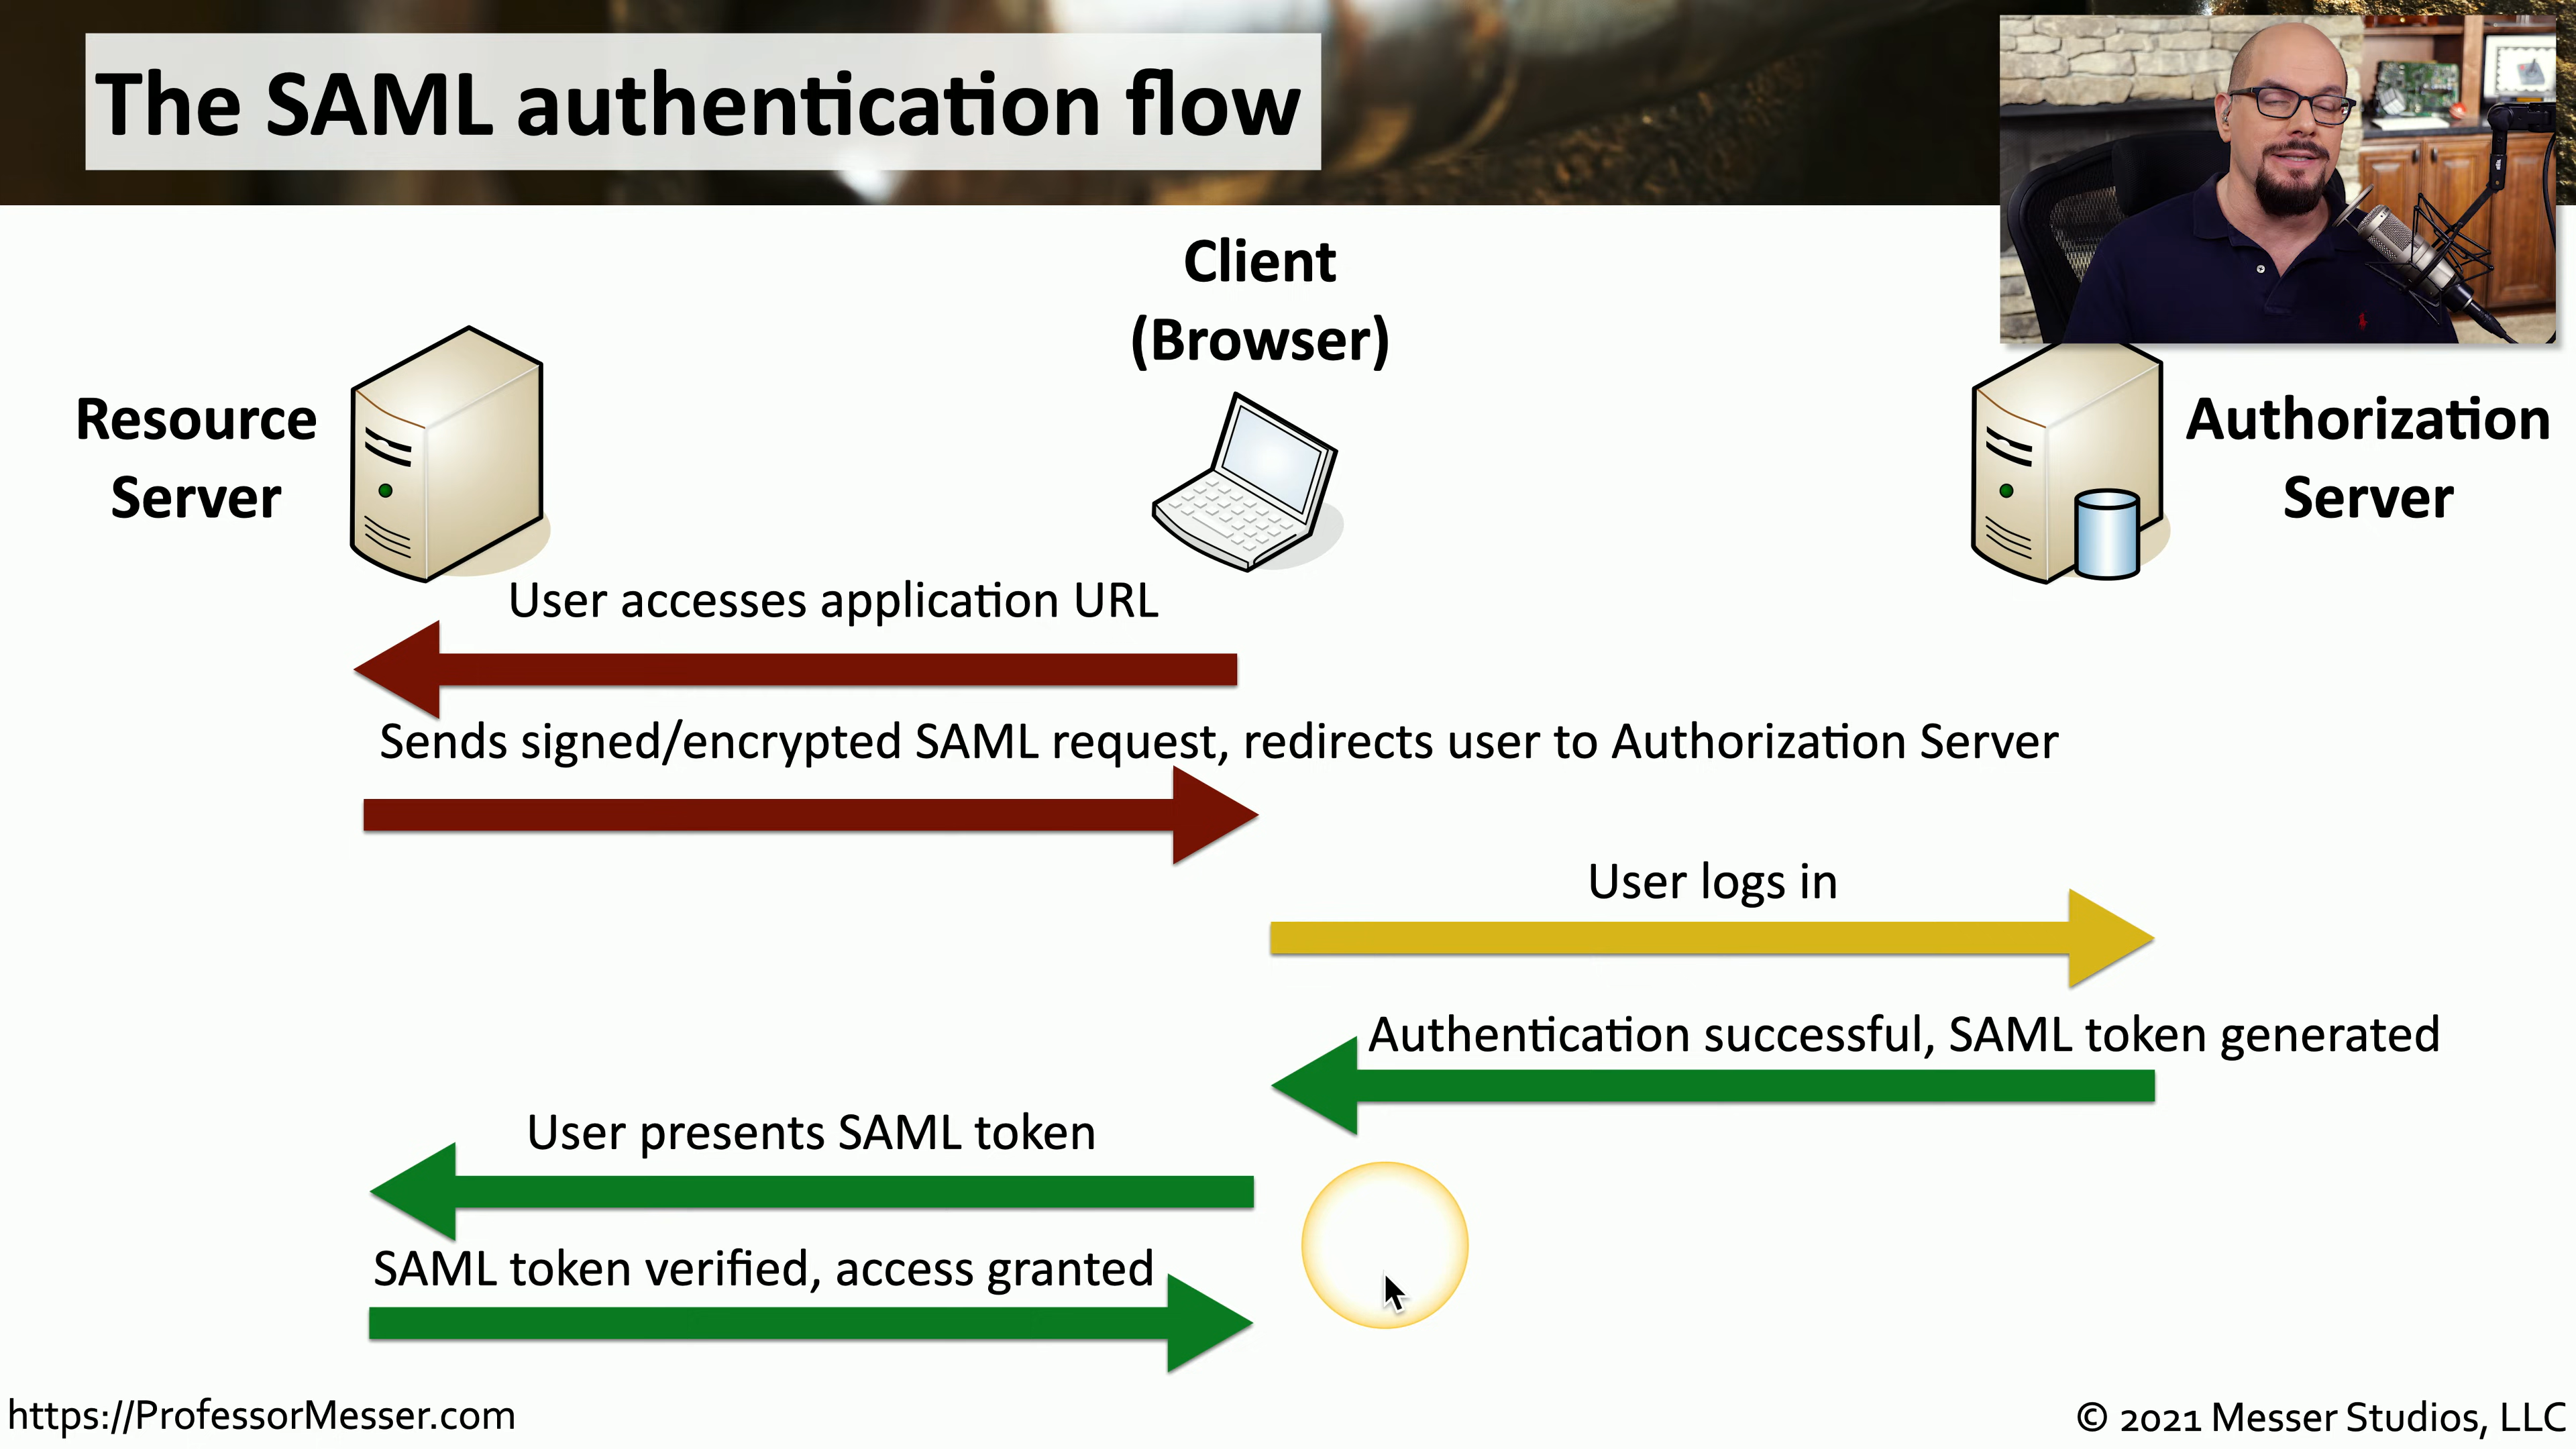 The SAML authentication flow
Client
(Browser)
Resource
Server
Authorization
Server
User accesses application URL
Sends signed/encrypted SAML request, redirects user to Authorization Server
User logs in
Authentication successful, SAML token generated
User presents SAML token
SAML token verified, access granted
https://ProfessorMesser.com
© 2021 Messer Studios, LLC